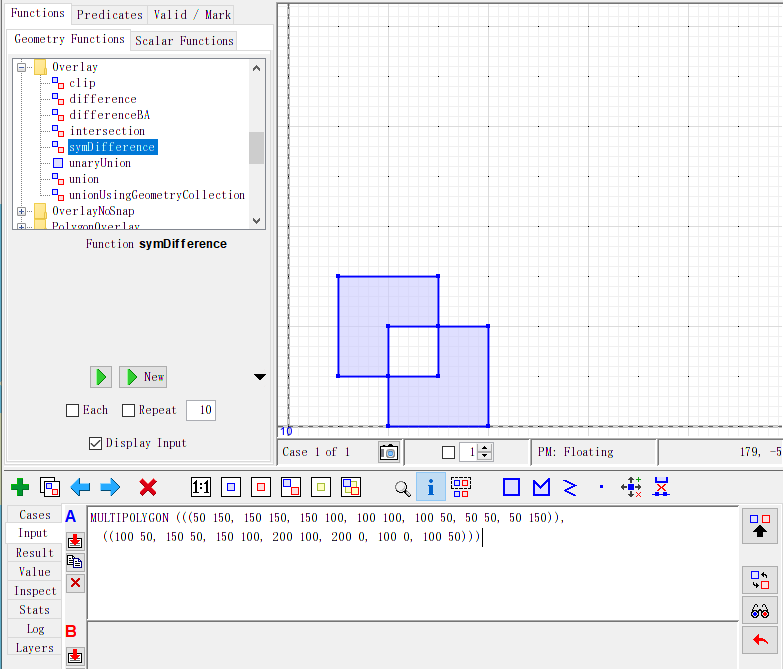 Functions Predicates Valid / Mark
Geometry Functions Scalar Functions
Overlay
clip
difference
differenceBA
intersection
symDifference
unaryUnion
union
unionUsingGeometryCollection
OverlayNoSnap
PolygonOverlay
Function symDifference
New
Each Repeat 10
Display Input
10
Case 1 of 1 1 PM: Floating 179, -5
1:1 i
Cases
Input
Result
Value
Inspect
Stats
Log
Layers
A
MULTIPOLYGON (((50 150, 150 150, 150 100, 100 100, 100 50, 50 50, 50 150)),
((100 50, 150 50, 150 100, 200 100, 200 0, 100 0, 100 50)))
B